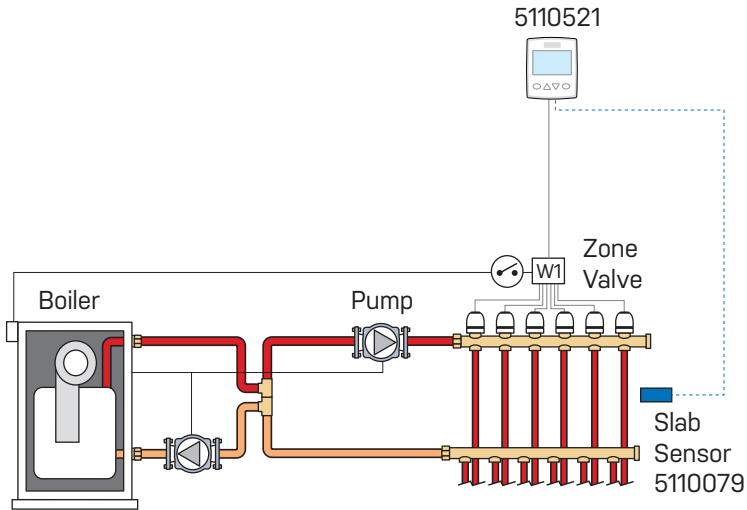 5110521
Zone
Valve
W1
Boiler
Pump
Slab
Sensor
5110079